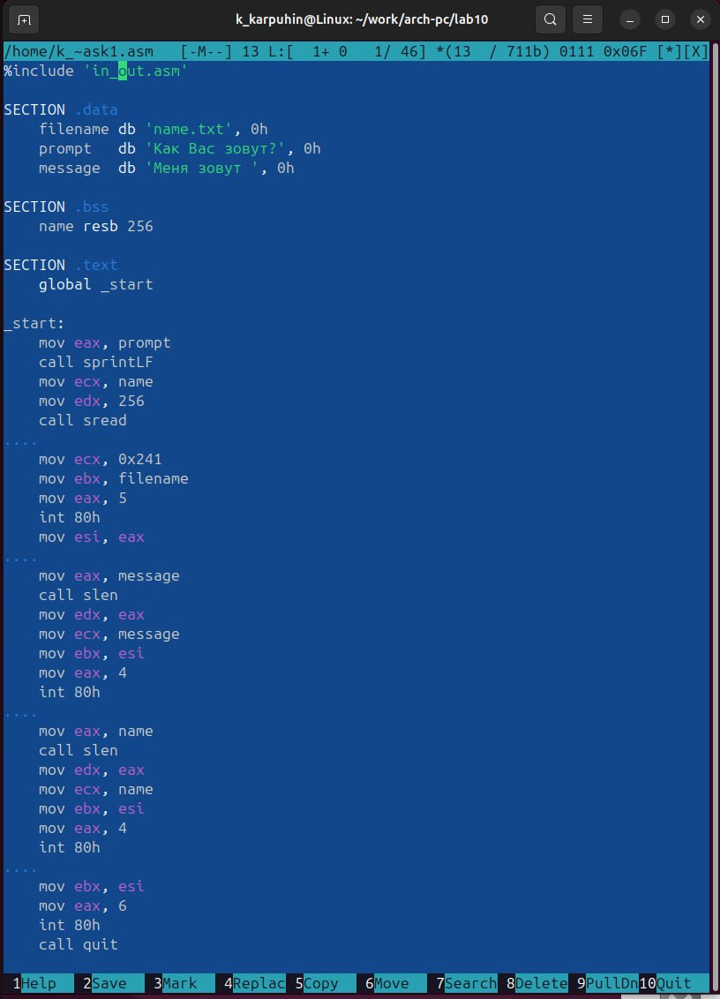 k_karpuhin@Linux: ~/work/arch-pc/lab10
/home/k_~ask1.asm   [-M--] 13 L:[  1+ 0   1/ 46] *(13  / 711b) 0111 0x06F [*][X]
%include 'in_out.asm'

SECTION .data
    filename db 'name.txt', 0h
    prompt   db 'Как Вас зовут?', 0h
    message  db 'Меня зовут ', 0h

SECTION .bss
    name resb 256

SECTION .text
    global _start

_start:
    mov eax, prompt
    call sprintLF
    mov ecx, name
    mov edx, 256
    call sread
....
    mov ecx, 0x241
    mov ebx, filename
    mov eax, 5
    int 80h
    mov esi, eax
....
    mov eax, message
    call slen
    mov edx, eax
    mov ecx, message
    mov ebx, esi
    mov eax, 4
    int 80h
....
    mov eax, name
    call slen
    mov edx, eax
    mov ecx, name
    mov ebx, esi
    mov eax, 4
    int 80h
....
    mov ebx, esi
    mov eax, 6
    int 80h
    call quit
1Help 2Save 3Mark 4Replac 5Copy 6Move 7Search 8Delete 9PullDn 10Quit